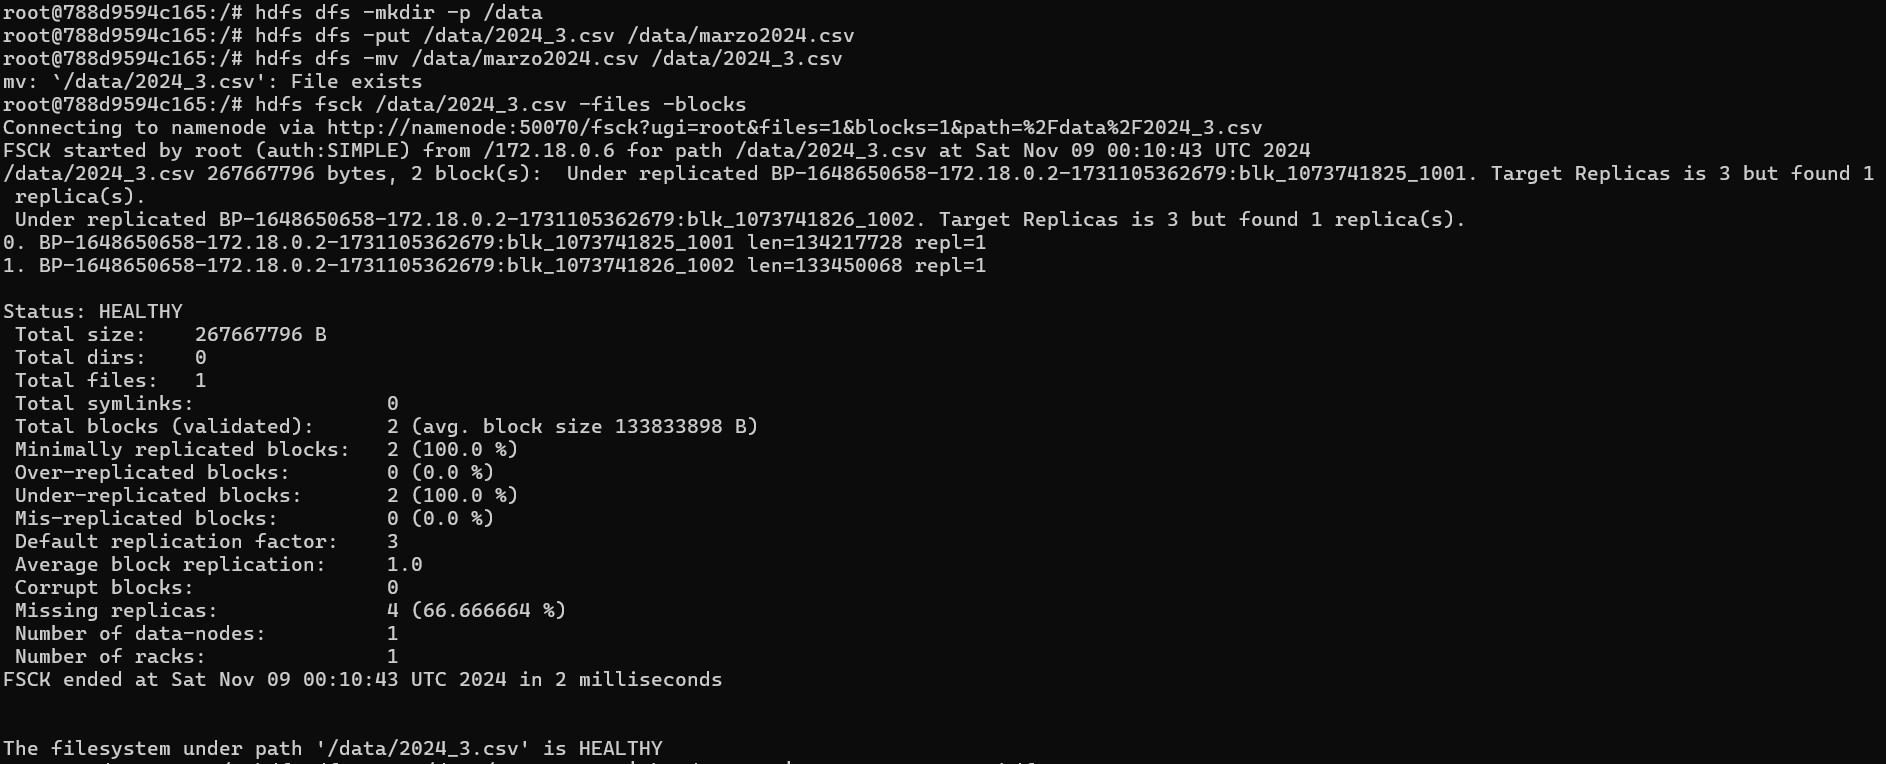 root@788d9594c165:/# hdfs dfs -mkdir -p /data
root@788d9594c165:/# hdfs dfs -put /data/2024_3.csv /data/marzo2024.csv
root@788d9594c165:/# hdfs dfs -mv /data/marzo2024.csv /data/2024_3.csv
mv: `/data/2024_3.csv': File exists
root@788d9594c165:/# hdfs fsck /data/2024_3.csv -files -blocks
Connecting to namenode via http://namenode:50070/fsck?ugi=root&files=1&blocks=1&path=%2Fdata%2F2024_3.csv
FSCK started by root (auth:SIMPLE) from /172.18.0.6 for path /data/2024_3.csv at Sat Nov 09 00:10:43 UTC 2024
/data/2024_3.csv 267667796 bytes, 2 block(s):  Under replicated BP-1648650658-172.18.0.2-1731105362679:blk_1073741825_1001. Target Replicas is 3 but found 1
 replica(s).
 Under replicated BP-1648650658-172.18.0.2-1731105362679:blk_1073741826_1002. Target Replicas is 3 but found 1 replica(s).
0. BP-1648650658-172.18.0.2-1731105362679:blk_1073741825_1001 len=134217728 repl=1
1. BP-1648650658-172.18.0.2-1731105362679:blk_1073741826_1002 len=133450068 repl=1

Status: HEALTHY
 Total size:    267667796 B
 Total dirs:    0
 Total files:   1
 Total symlinks:                0
 Total blocks (validated):      2 (avg. block size 133833898 B)
 Minimally replicated blocks:   2 (100.0 %)
 Over-replicated blocks:        0 (0.0 %)
 Under-replicated blocks:       2 (100.0 %)
 Mis-replicated blocks:         0 (0.0 %)
 Default replication factor:    3
 Average block replication:     1.0
 Corrupt blocks:                0
 Missing replicas:              4 (66.666664 %)
 Number of data-nodes:          1
 Number of racks:               1
FSCK ended at Sat Nov 09 00:10:43 UTC 2024 in 2 milliseconds


The filesystem under path '/data/2024_3.csv' is HEALTHY